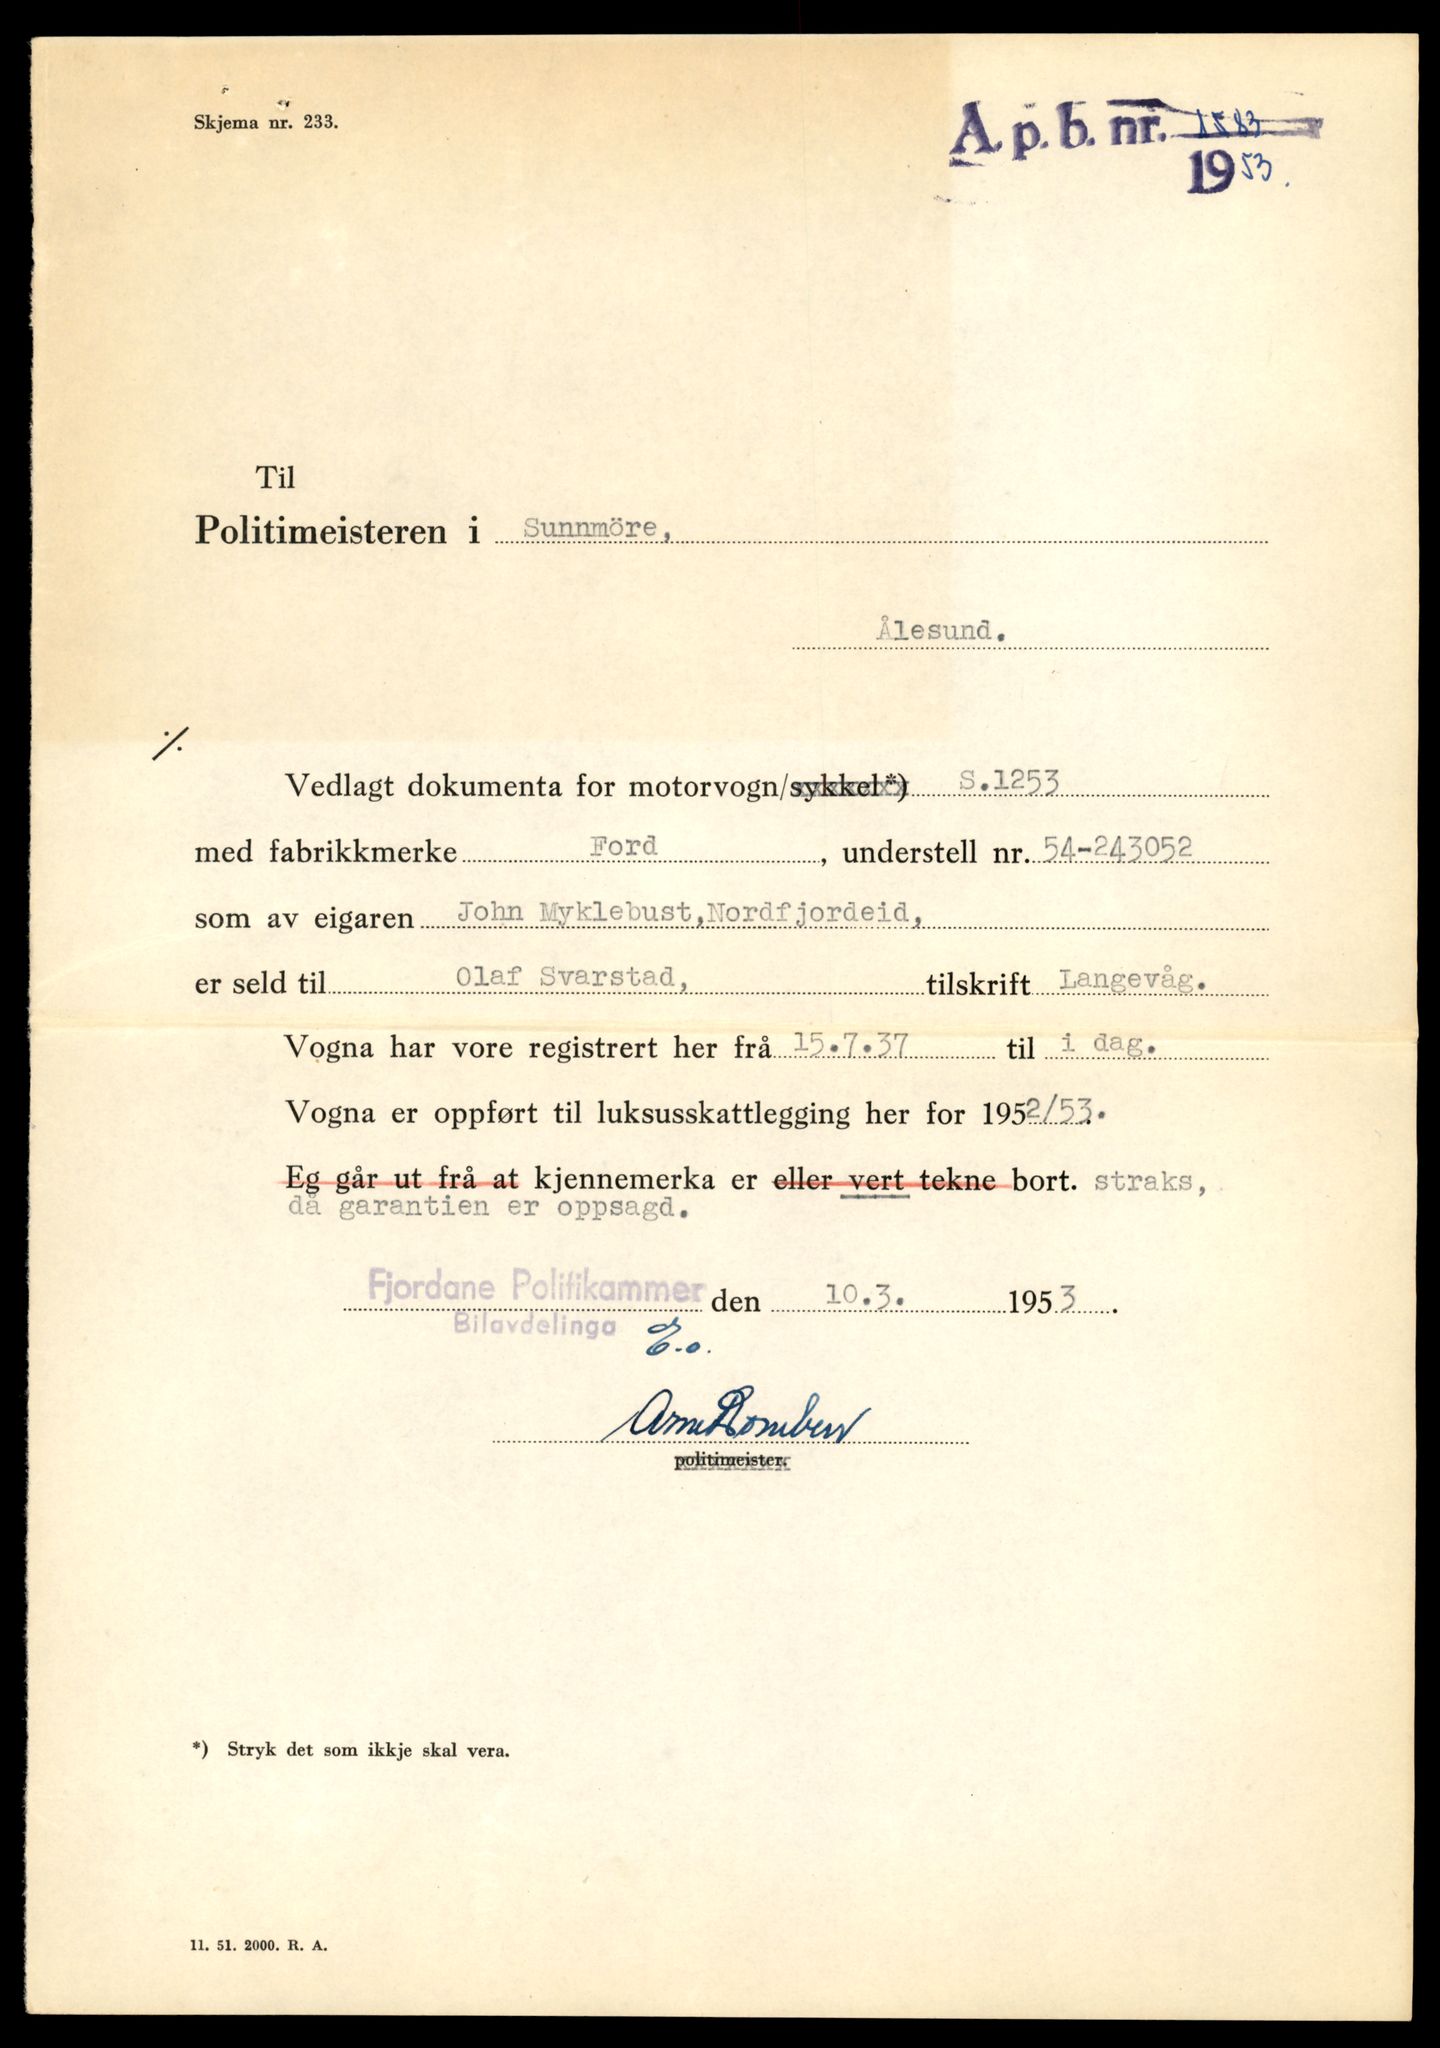 Skjema nr. 233.
A. p. b. nr. 1583
1953.
Til
Politimeisteren i Sunnmöre,
Ålesund.
./.
Vedlagt dokumenta for motorvogn/sykkel*) S.1253
med fabrikkmerke Ford, understell nr. 54-243052
som av eigaren John Myklebust,Nordfjordeid,
er seld til Olaf Svarstad, tilskrift Langevåg.
Vogna har vore registrert her frå 15.7.37 til i dag.
Vogna er oppført til luksusskattlegging her for 1952/53.
Eg går ut frå at kjennemerka er eller vert tekne bort. straks,
då garantien er oppsagd.
Fjordane Politikammer den 10.3. 1953.
Bilavdelinga
E.o.
politimeister.
*) Stryk det som ikkje skal vera.
11. 51. 2000. R. A.